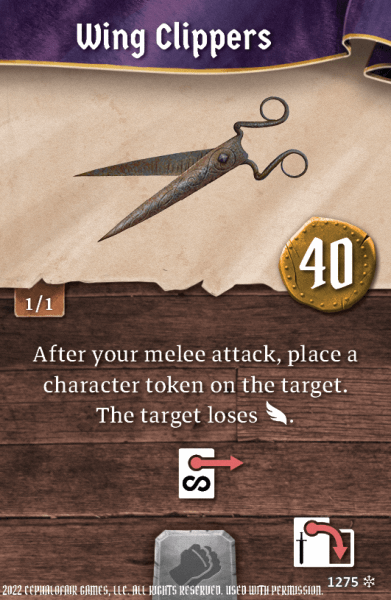 Wing Clippers
40
1/1
After your melee attack, place a
character token on the target.
The target loses .
1275
2022 CEPHALOFAIR GAMES, LLC. ALL RIGHTS RESERVED. USED WITH PERMISSION.